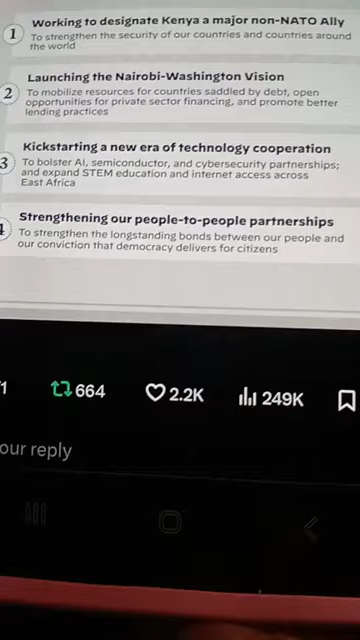 1
Working to designate Kenya a major non-NATO Ally
To strengthen the security of our countries and countries around
the world
2
Launching the Nairobi-Washington Vision
To mobilize resources for countries saddled by debt, open
opportunities for private sector financing, and promote better
lending practices
3
Kickstarting a new era of technology cooperation
To bolster AI, semiconductor, and cybersecurity partnerships;
and expand STEM education and internet access across
East Africa
4
Strengthening our people-to-people partnerships
To strengthen the longstanding bonds between our people and
our conviction that democracy delivers for citizens
1 664 2.2K 249K
our reply